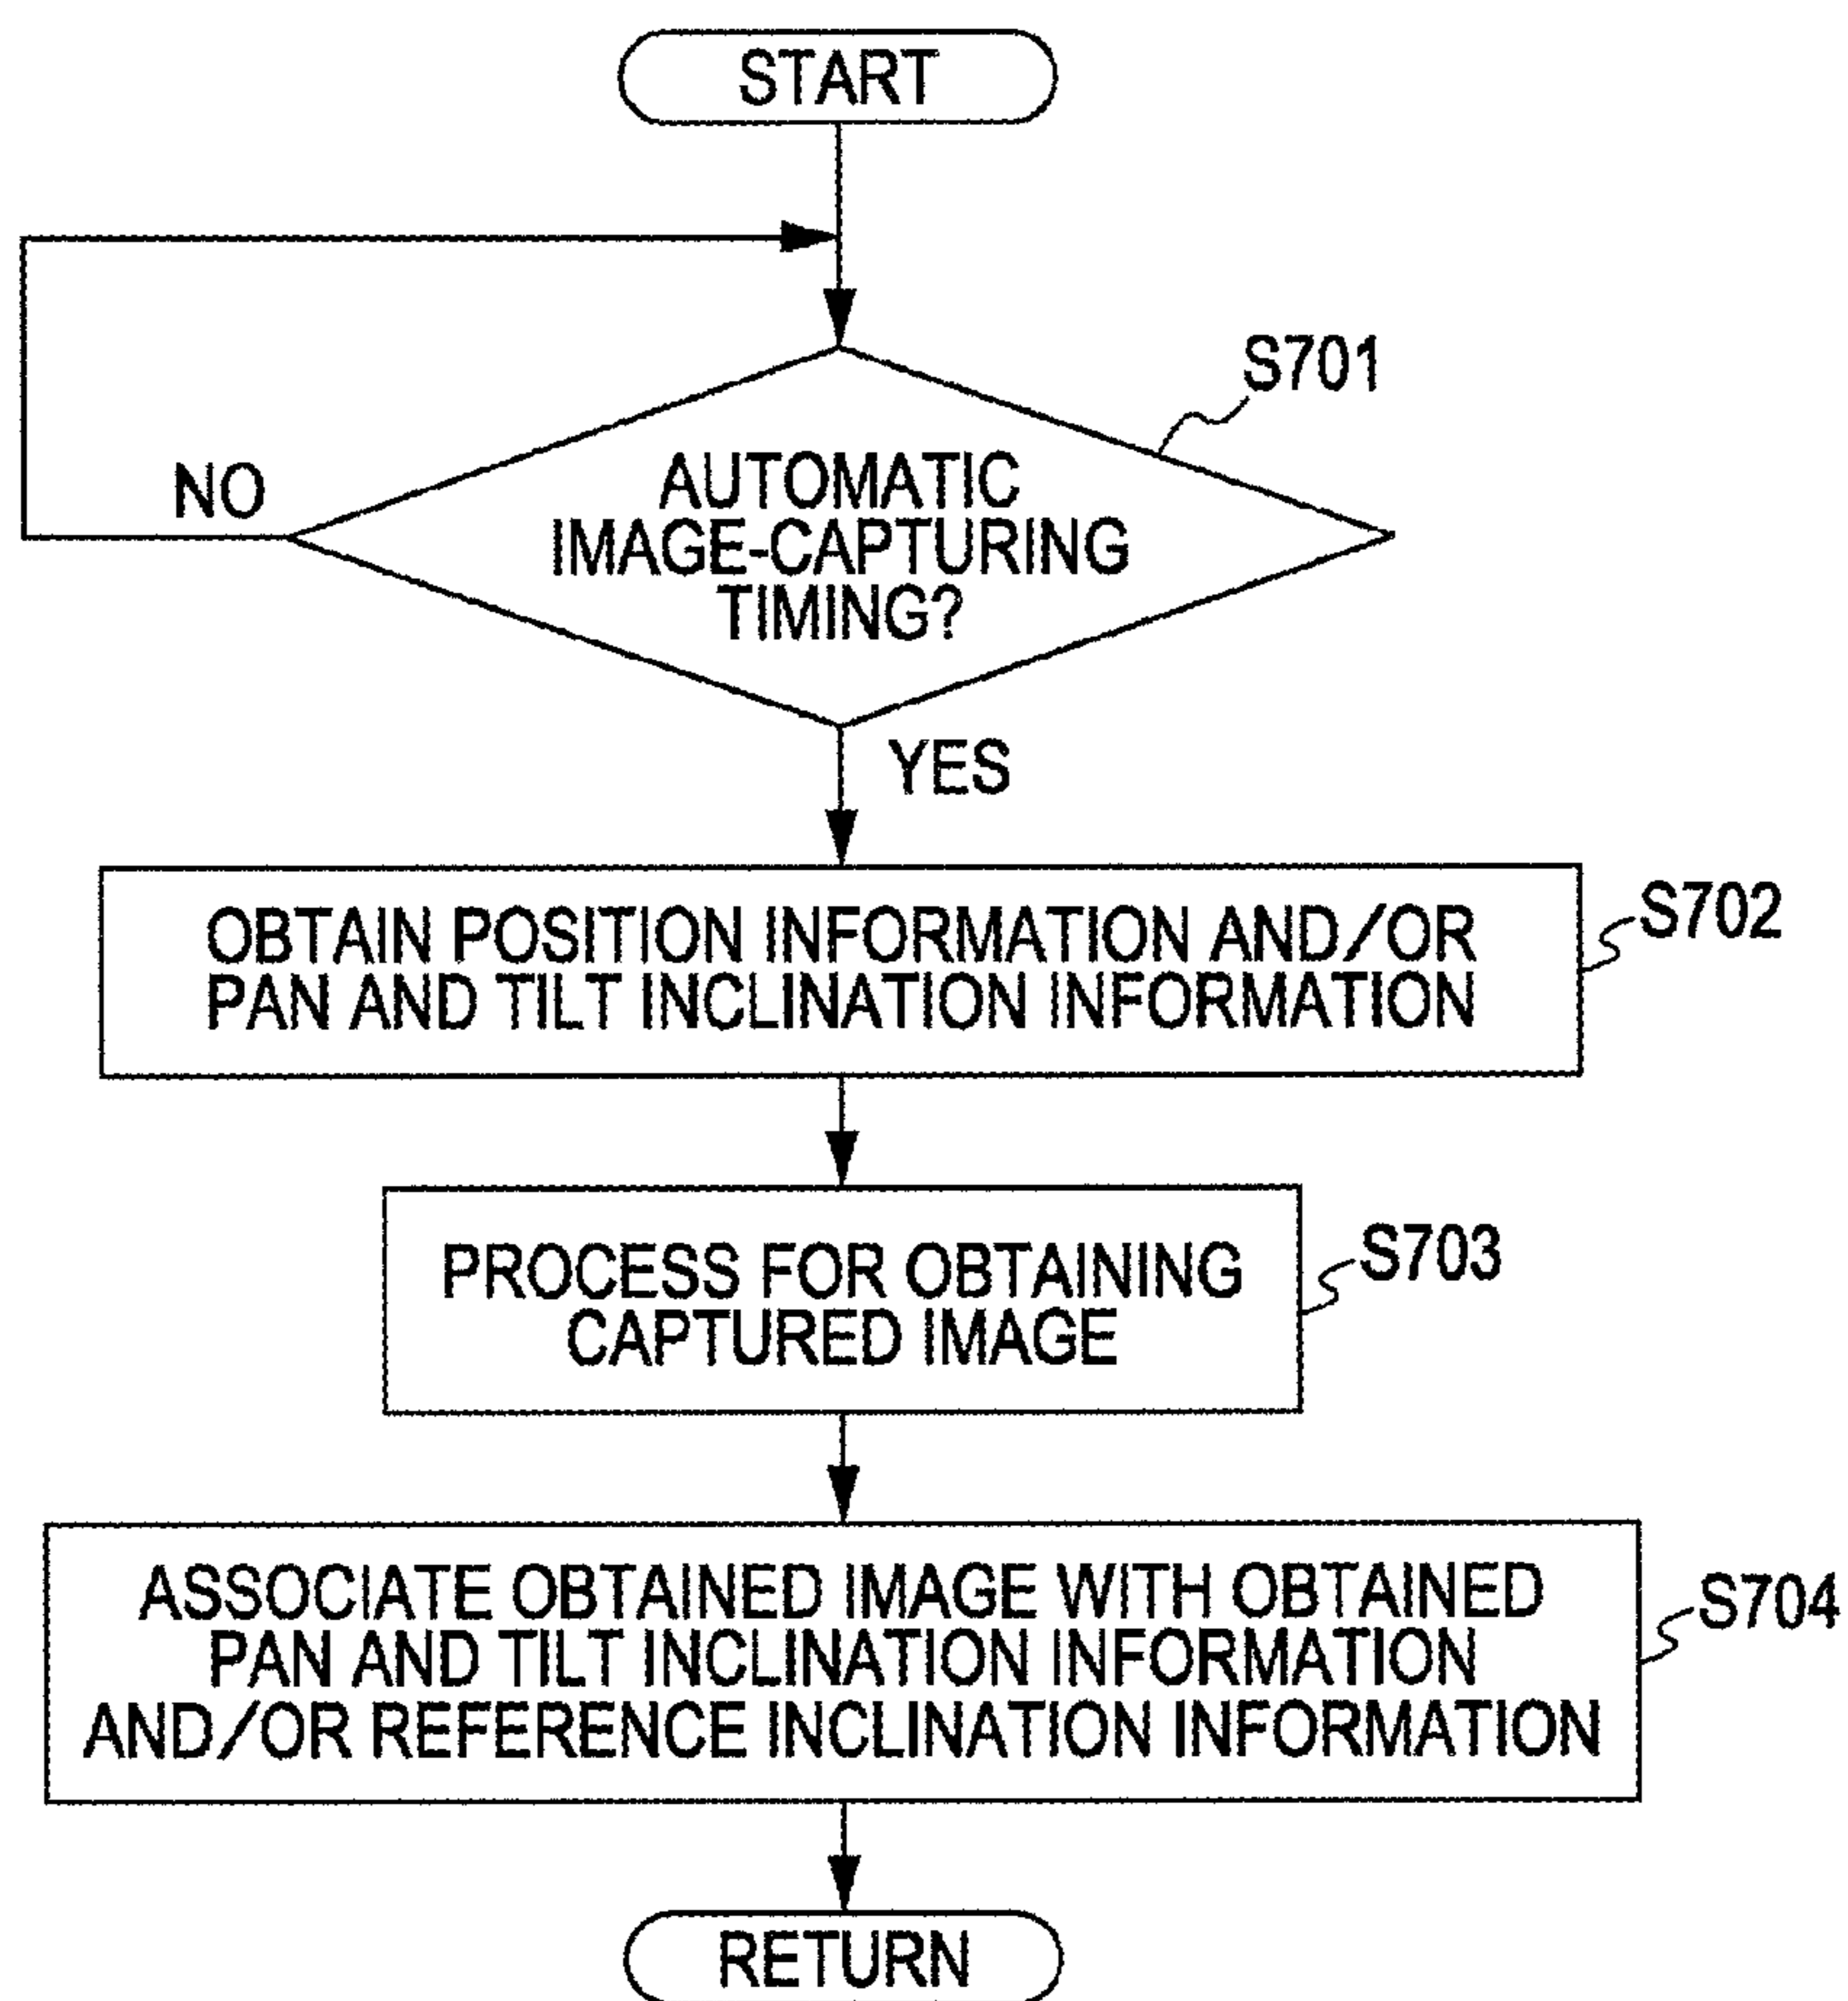 START
S701
AUTOMATIC
IMAGE-CAPTURING
TIMING?
NO
YES
OBTAIN POSITION INFORMATION AND/OR
PAN AND TILT INCLINATION INFORMATION
S702
PROCESS FOR OBTAINING
CAPTURED IMAGE
S703
ASSOCIATE OBTAINED IMAGE WITH OBTAINED
PAN AND TILT INCLINATION INFORMATION
AND/OR REFERENCE INCLINATION INFORMATION
S704
RETURN